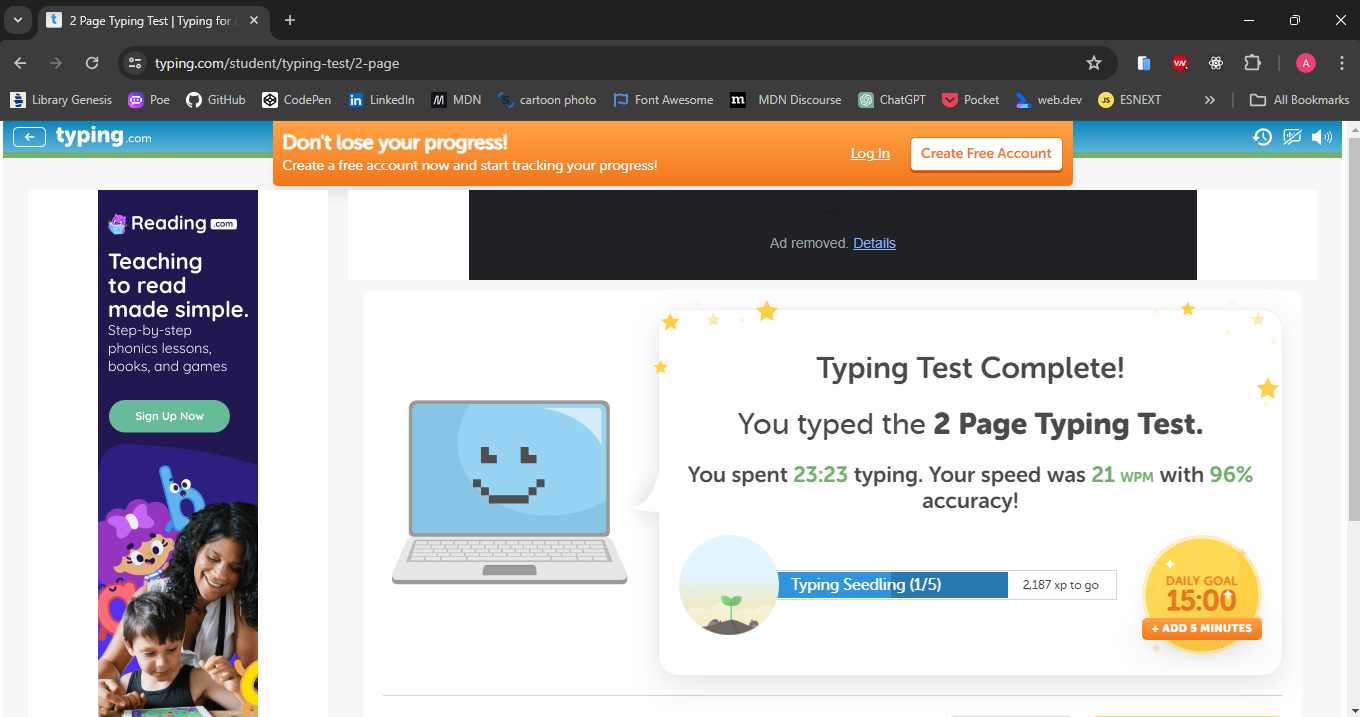 2 Page Typing Test | Typing for
typing.com/student/typing-test/2-page
A
Library Genesis
Poe
GitHub
CodePen
LinkedIn
MDN
cartoon photo
Font Awesome
MDN Discourse
ChatGPT
Pocket
web.dev
ESNEXT
All Bookmarks
typing.com
Don't lose your progress!
Create a free account now and start tracking your progress!
Log In
Create Free Account
Reading.com
Teaching
to read
made simple.
Step-by-step
phonics lessons,
books, and games
Sign Up Now
Ad removed. Details
Typing Test Complete!
You typed the 2 Page Typing Test.
You spent 23:23 typing. Your speed was 21 WPM with 96%
accuracy!
Typing Seedling (1/5)
2,187 xp to go
DAILY GOAL
15:00
+ ADD 5 MINUTES